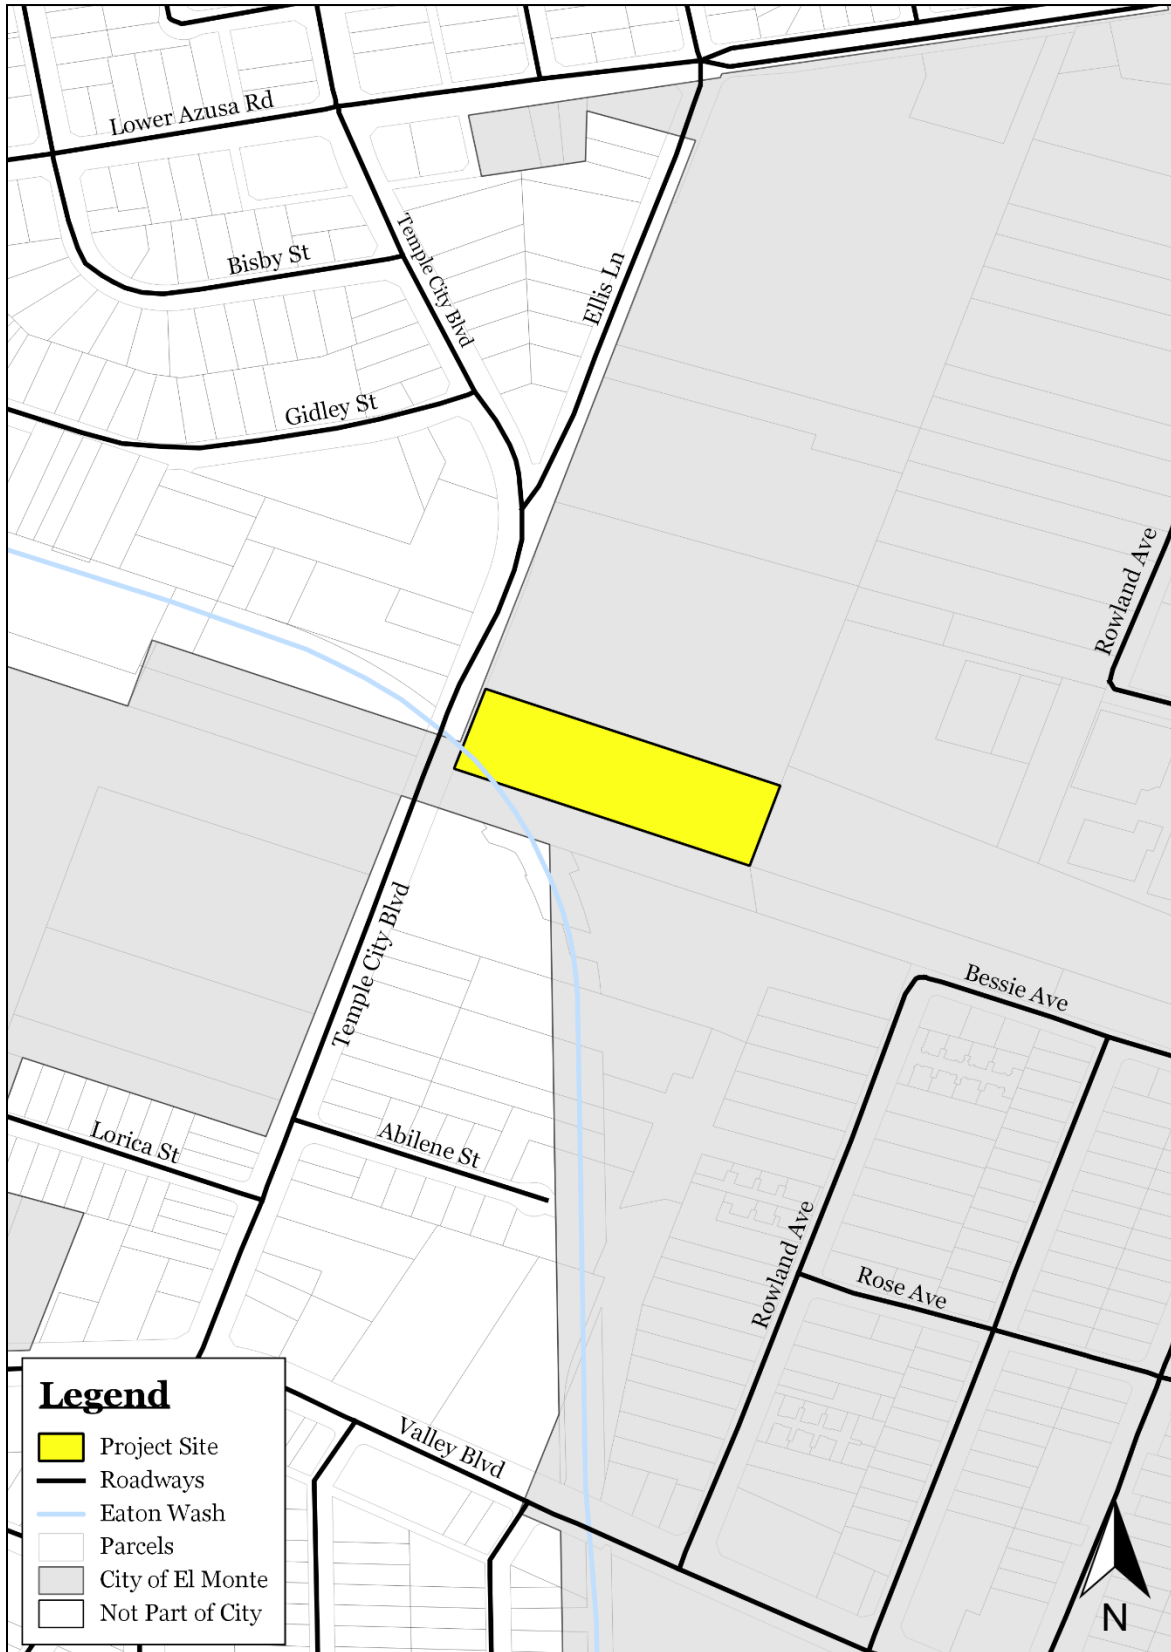 Lower Azusa Rd
Bisby St
Temple City Blvd
Ellis Ln
Gidley St
Rowland Ave
Temple City Blvd
Bessie Ave
Lorica St
Abilene St
Rowland Ave
Rose Ave
Valley Blvd
Legend
Project Site
Roadways
Eaton Wash
Parcels
City of El Monte
Not Part of City
N